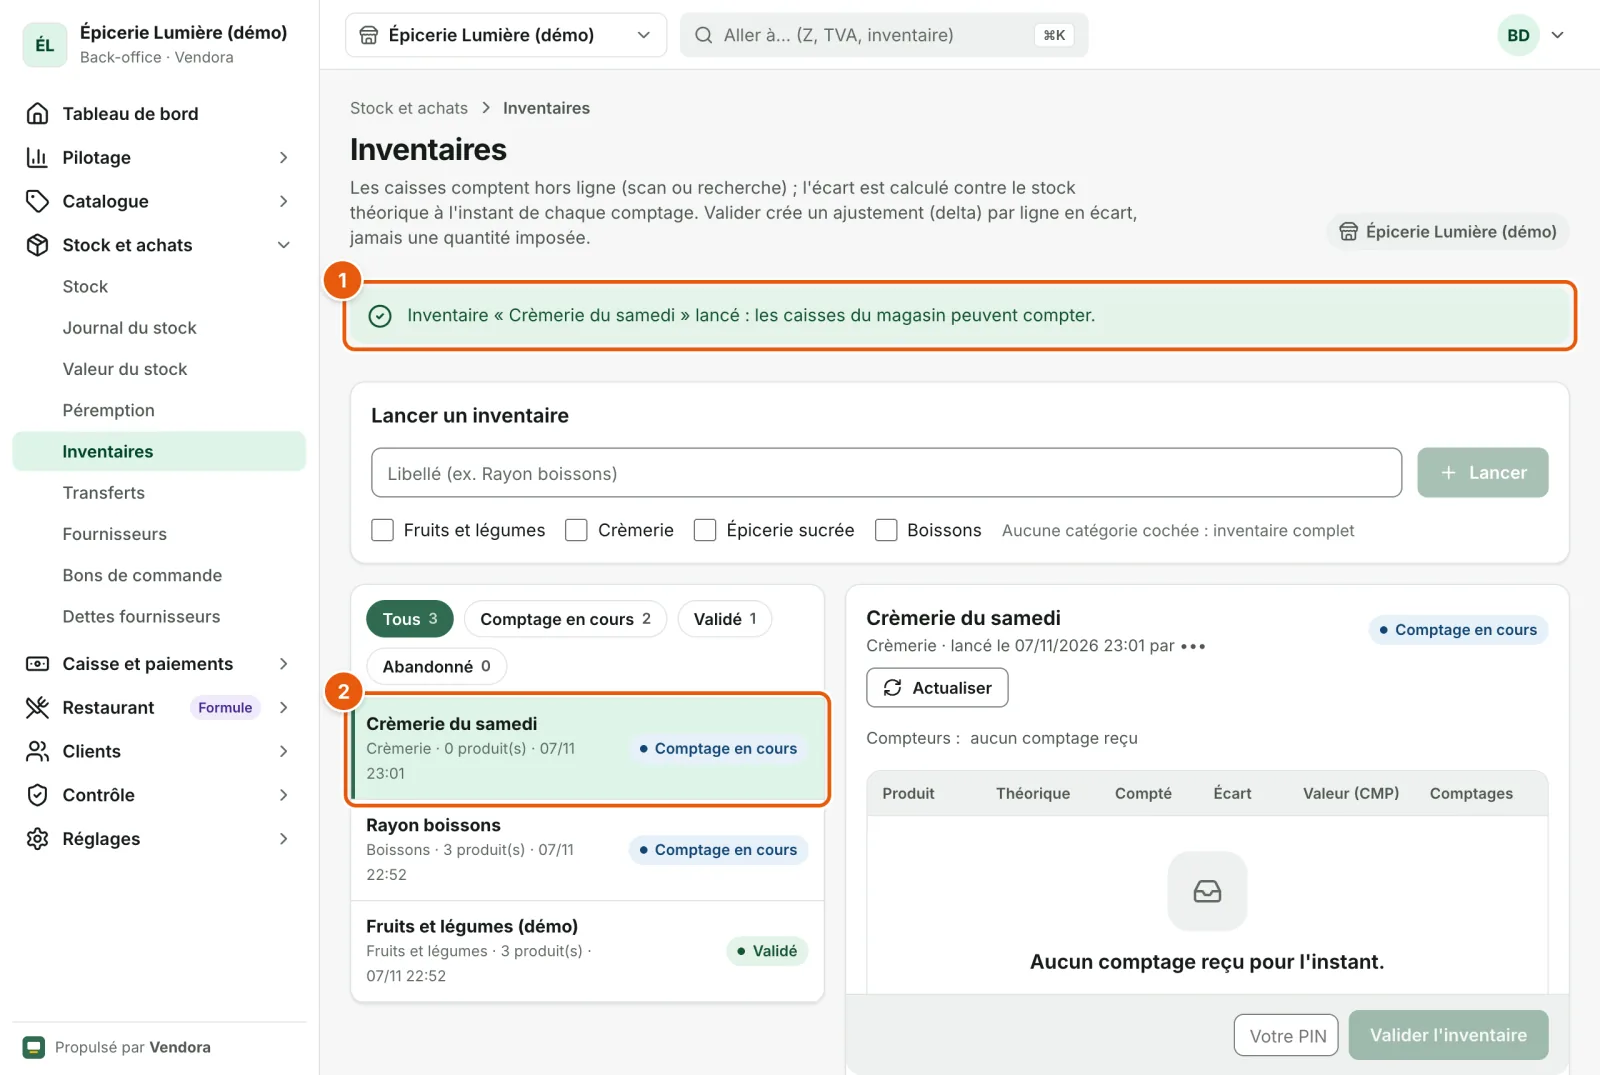 ÉL
Épicerie Lumière (démo)
Back-office · Vendora
Tableau de bord
Pilotage
Catalogue
Stock et achats
Stock
Journal du stock
Valeur du stock
Péremption
Inventaires
Transferts
Fournisseurs
Bons de commande
Dettes fournisseurs
Caisse et paiements
Restaurant Formule
Clients
Contrôle
Réglages
Propulsé par Vendora
Épicerie Lumière (démo)
Aller à... (Z, TVA, inventaire) ⌘K
BD
Stock et achats > Inventaires
Inventaires
Les caisses comptent hors ligne (scan ou recherche) ; l'écart est calculé contre le stock
théorique à l'instant de chaque comptage. Valider crée un ajustement (delta) par ligne en écart,
jamais une quantité imposée.
Épicerie Lumière (démo)
1
Inventaire « Crèmerie du samedi » lancé : les caisses du magasin peuvent compter.
Lancer un inventaire
Libellé (ex. Rayon boissons)
+ Lancer
Fruits et légumes Crèmerie Épicerie sucrée Boissons Aucune catégorie cochée : inventaire complet
Tous 3 Comptage en cours 2 Validé 1
Abandonné 0
2
Crèmerie du samedi
Crèmerie · 0 produit(s) · 07/11
23:01
Comptage en cours
Rayon boissons
Boissons · 3 produit(s) · 07/11
22:52
Comptage en cours
Fruits et légumes (démo)
Fruits et légumes · 3 produit(s) ·
07/11 22:52
Validé
Crèmerie du samedi
Crèmerie · lancé le 07/11/2026 23:01 par •••
Comptage en cours
Actualiser
Compteurs : aucun comptage reçu
Produit Théorique Compté Écart Valeur (CMP) Comptages
Aucun comptage reçu pour l'instant.
Votre PIN
Valider l'inventaire